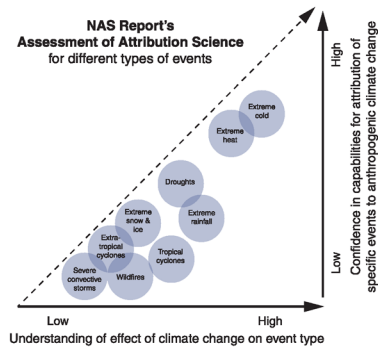 NAS Report's
Assessment of Attribution Science
for different types of events
High
Confidence in capabilities for attribution of
specific events to anthropogenic climate change
Extreme
cold
Extreme
heat
Droughts
Extreme
snow &
ice
Extreme
rainfall
Extra-
tropical
cyclones
Tropical
cyclones
Severe
convective
storms
Wildfires
Low
Low
High
Understanding of effect of climate change on event type